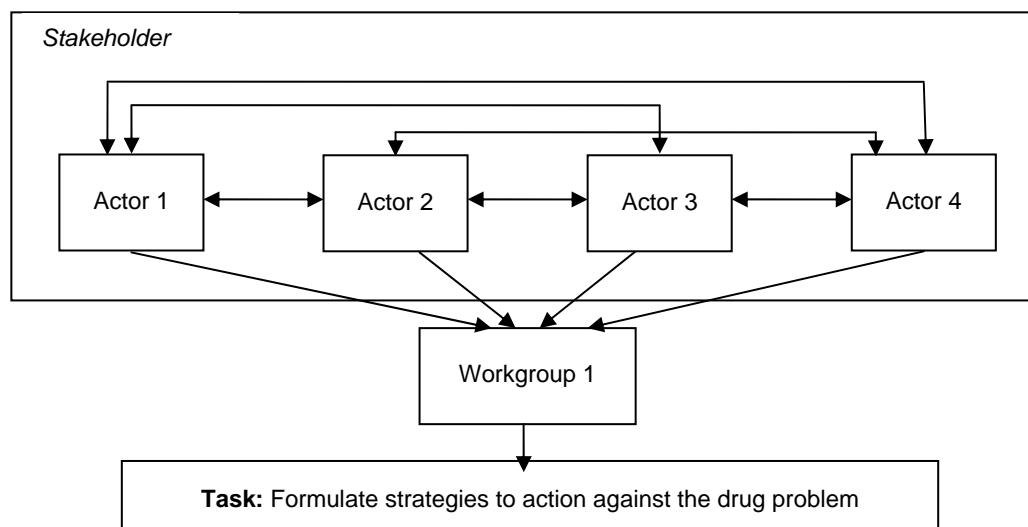 Stakeholder
Actor 1
Actor 2
Actor 3
Actor 4
Workgroup 1
Task: Formulate strategies to action against the drug problem